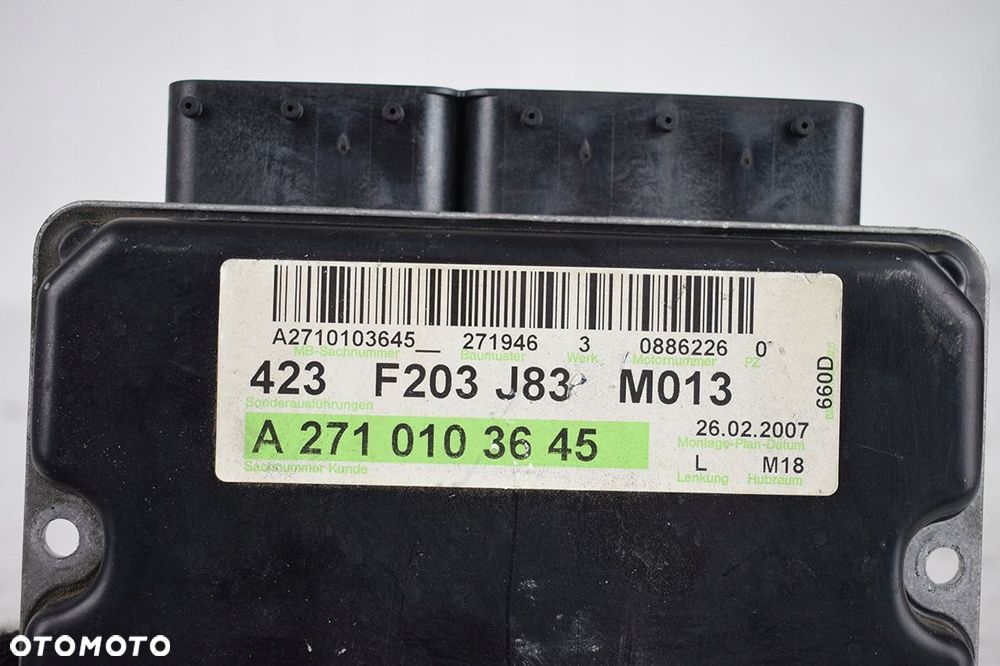 A2710103645__ 271946 3 0886226 0
MB-Sachnummer Baumuster Werk Motornummer PZ
423 F203 J83 M013
Sonderausführungen
A 271 010 36 45
Sachnummer Kunde
26.02.2007
Montage-Plan-Datum
L M18
Lenkung Hubraum
660D
OTOMOTO